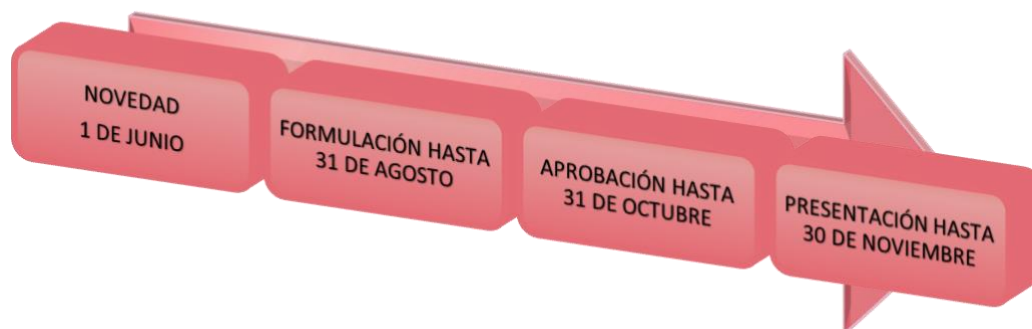 NOVEDAD
1 DE JUNIO
FORMULACIÓN HASTA
31 DE AGOSTO
APROBACIÓN HASTA
31 DE OCTUBRE
PRESENTACIÓN HASTA
30 DE NOVIEMBRE